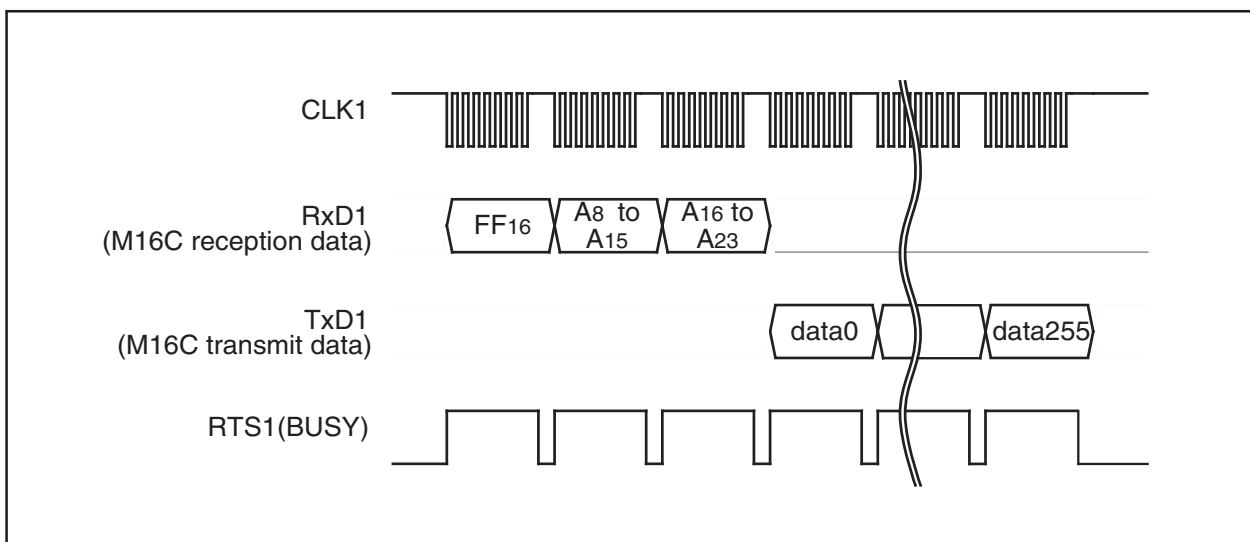 CLK1
RxD1
(M16C reception data)
FF16
A8 to
A15
A16 to
A23
TxD1
(M16C transmit data)
data0
data255
RTS1(BUSY)